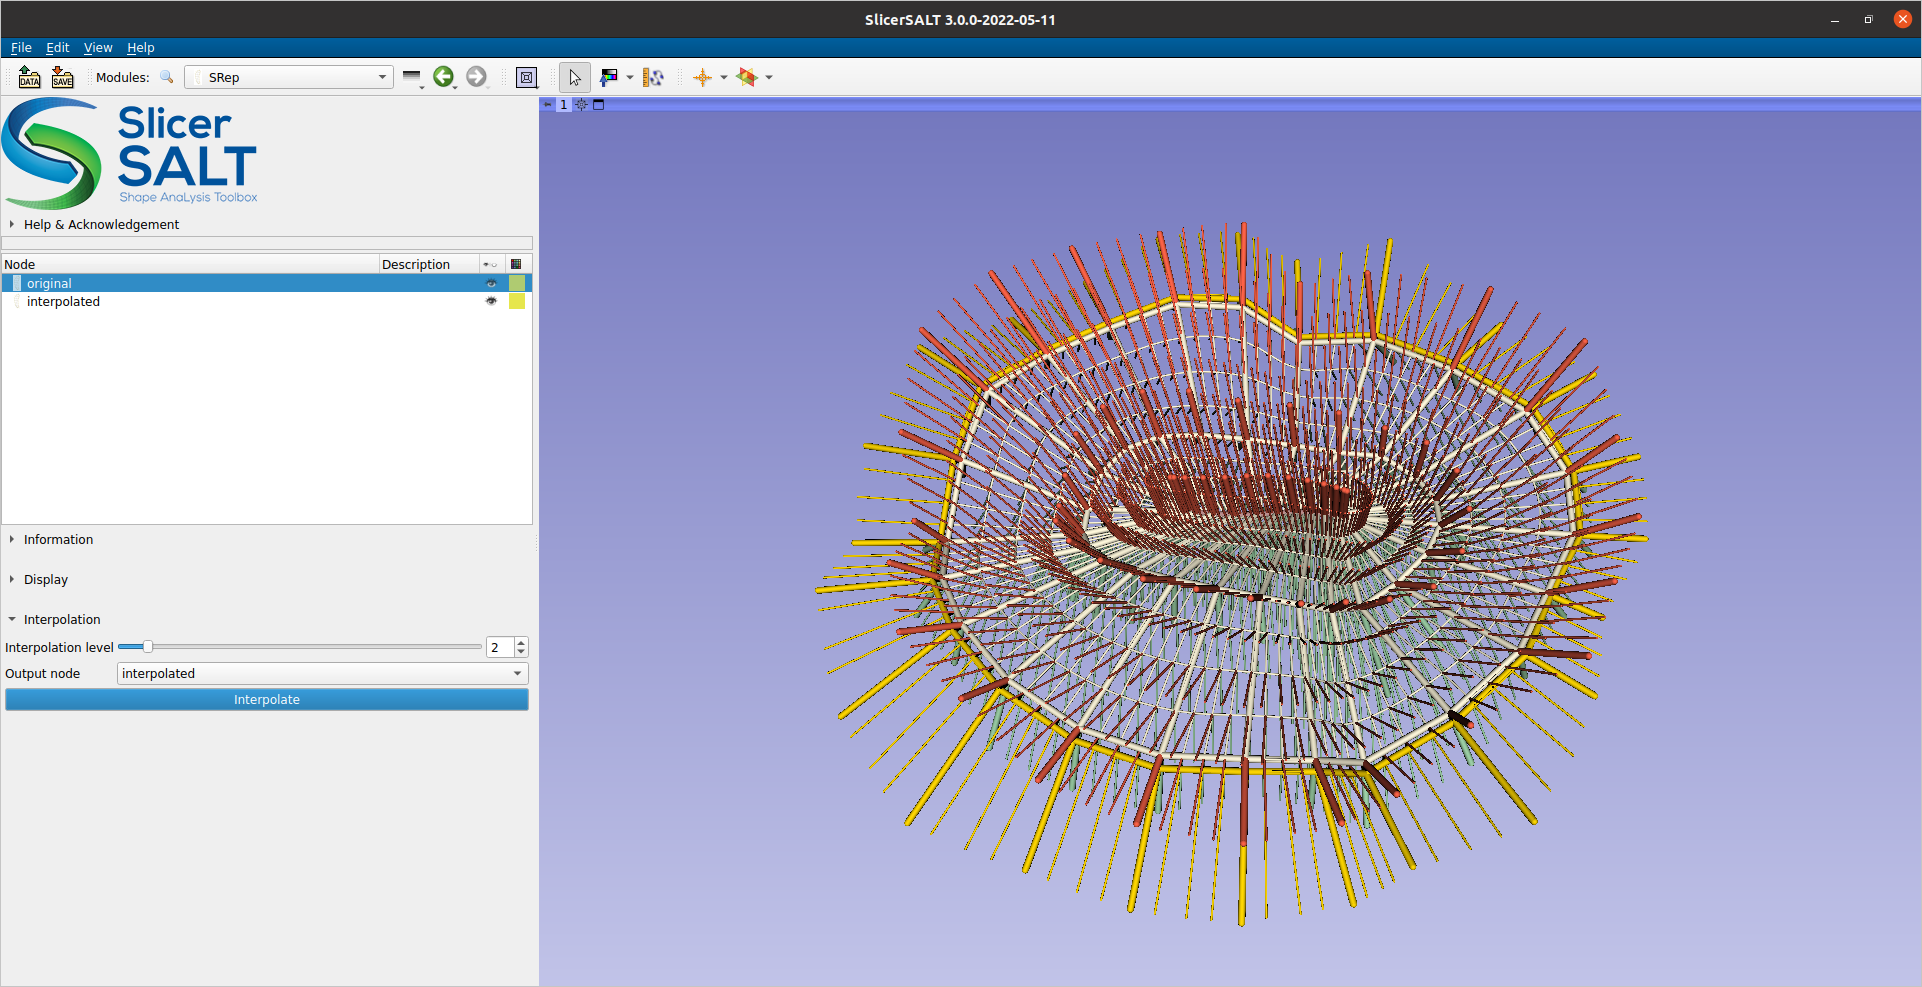 SlicerSALT 3.0.0-2022-05-11
File Edit View Help
DATA SAVE Modules: SRep
1
Slicer
SALT
Shape AnaLysis Toolbox
Help & Acknowledgement
Node Description
original
interpolated
Information
Display
Interpolation
Interpolation level 2
Output node interpolated
Interpolate